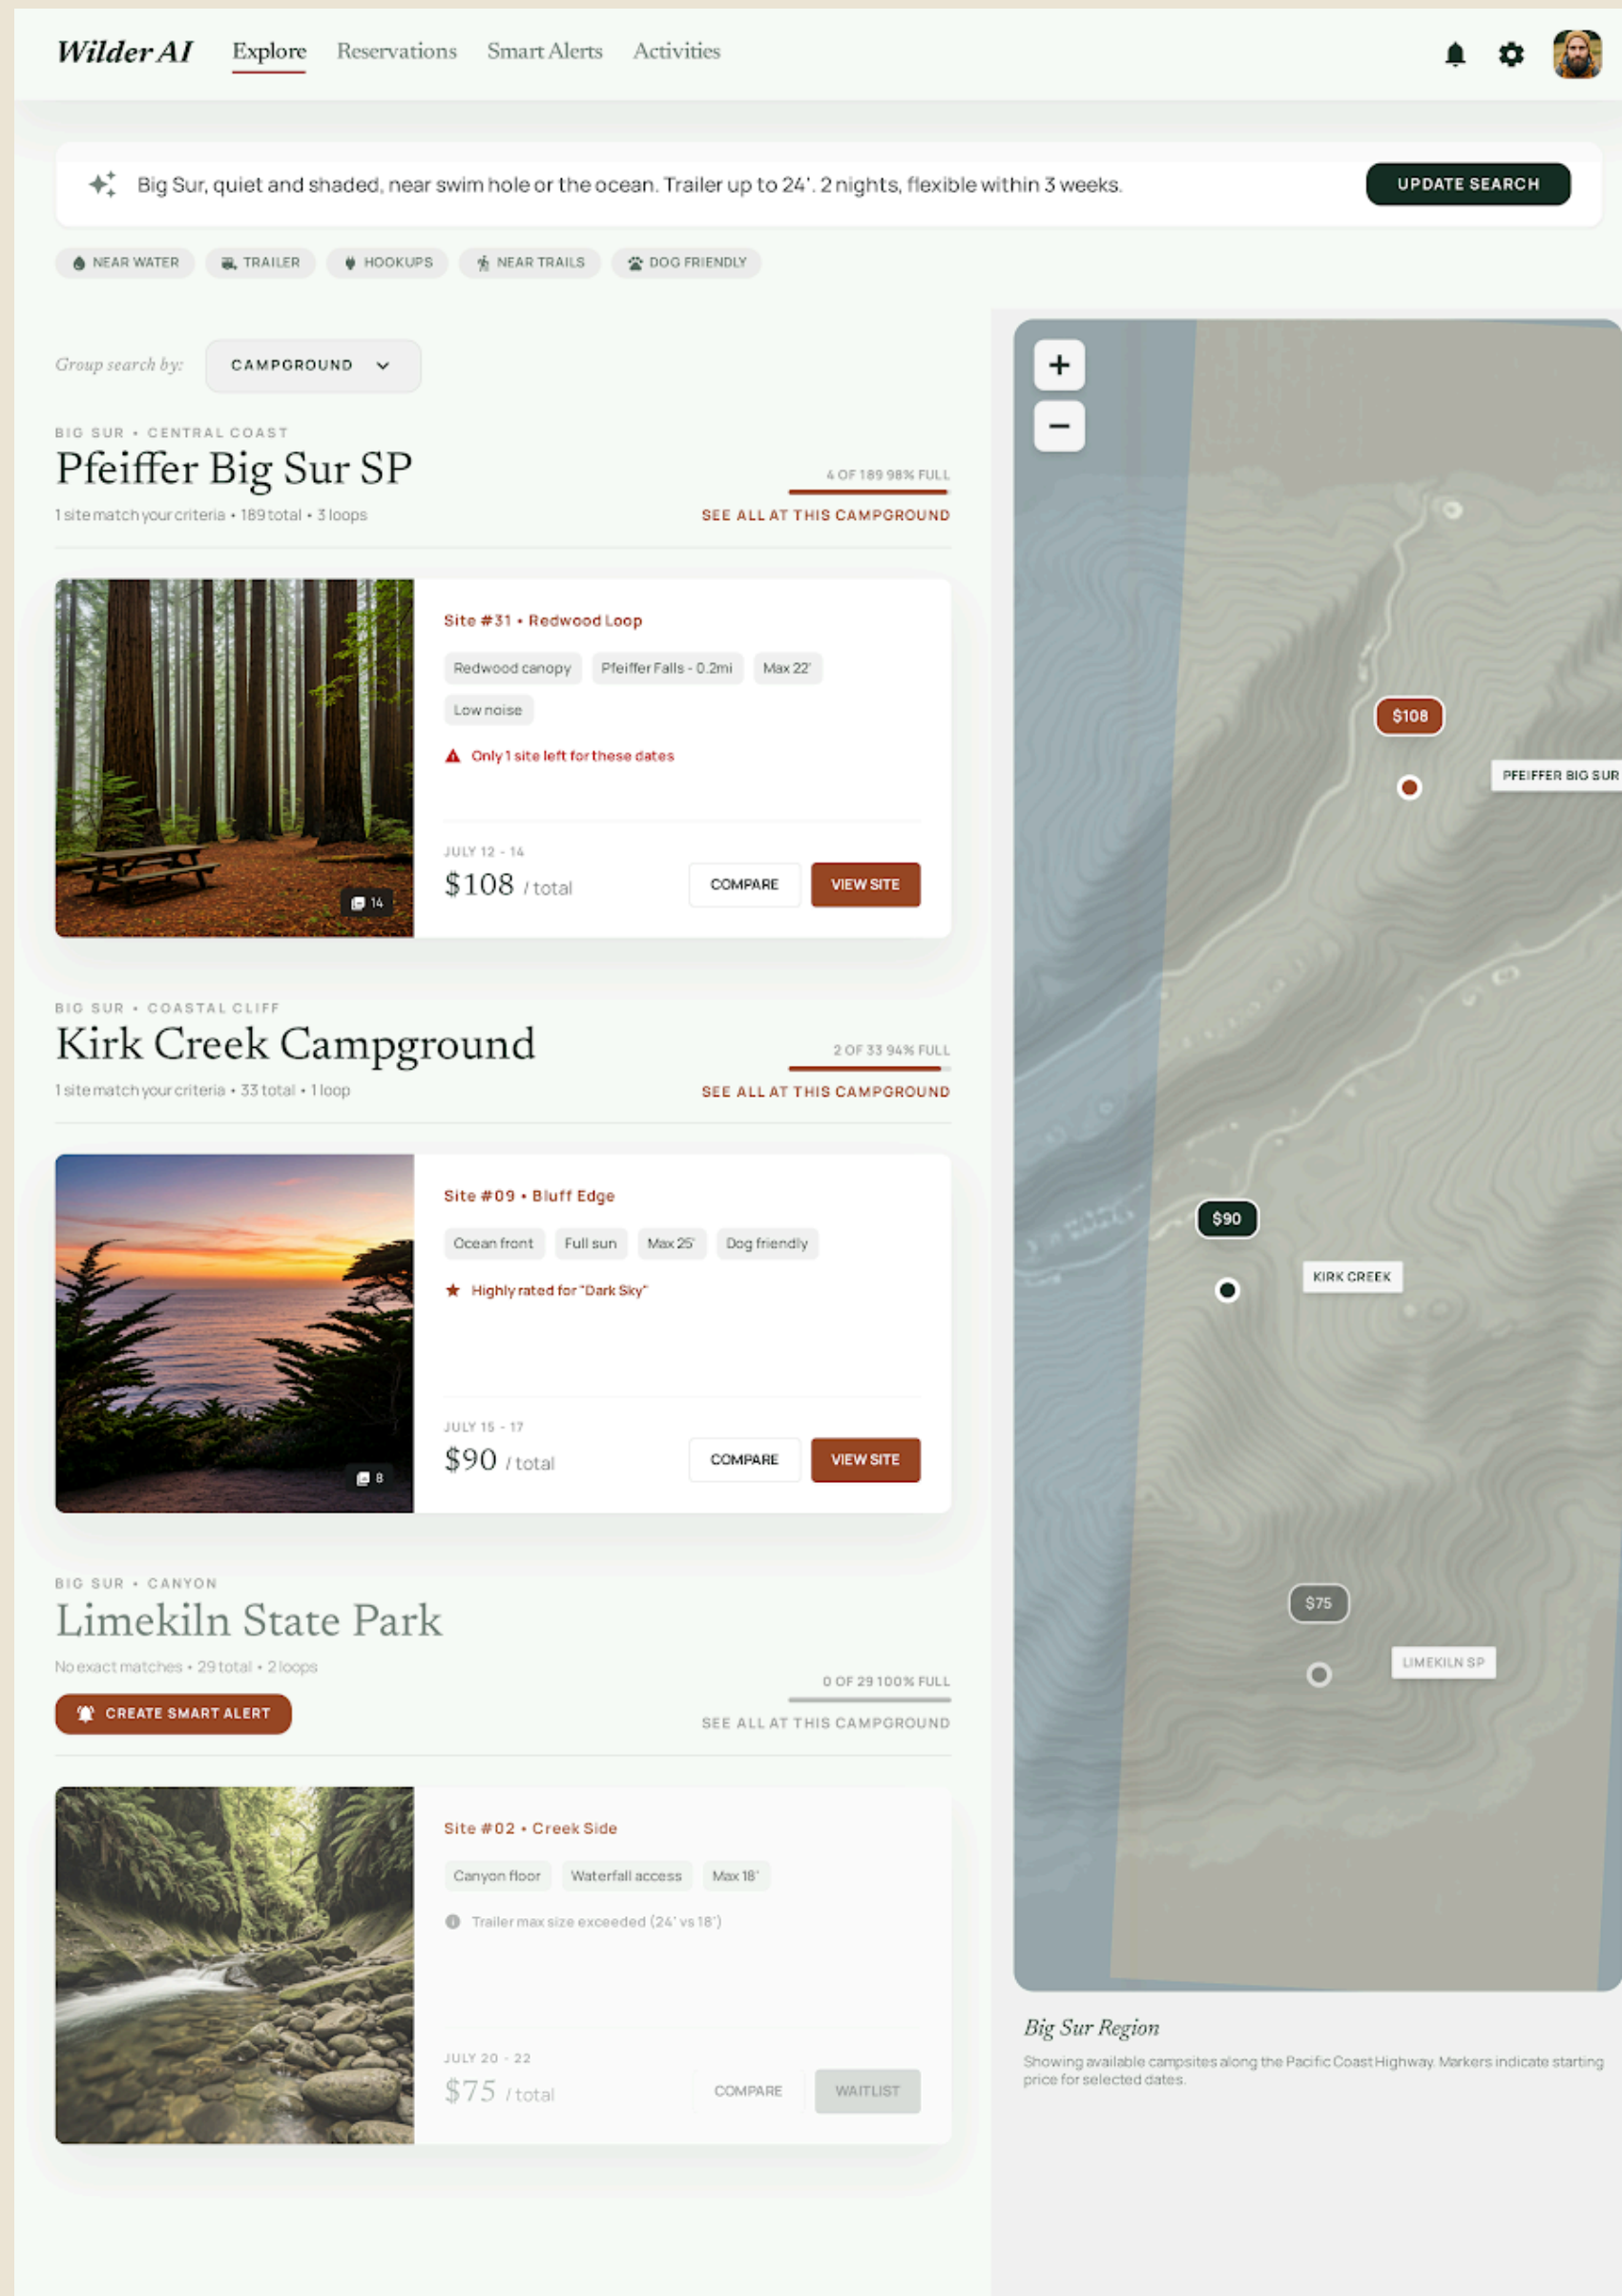 Wilder AI Explore Reservations Smart Alerts Activities
Big Sur, quiet and shaded, near swim hole or the ocean. Trailer up to 24'. 2 nights, flexible within 3 weeks. UPDATE SEARCH
NEAR WATER TRAILER HOOKUPS NEAR TRAILS DOG FRIENDLY
Group search by: CAMPGROUND
BIG SUR • CENTRAL COAST
Pfeiffer Big Sur SP
4 OF 189 98% FULL
1 site match your criteria • 189 total • 3 loops
SEE ALL AT THIS CAMPGROUND
Site #31 • Redwood Loop
Redwood canopy Pfeiffer Falls - 0.2mi Max 22'
Low noise
Only 1 site left for these dates
JULY 12 - 14
$108 / total
COMPARE VIEW SITE
14
BIG SUR • COASTAL CLIFF
Kirk Creek Campground
2 OF 33 94% FULL
1 site match your criteria • 33 total • 1 loop
SEE ALL AT THIS CAMPGROUND
Site #09 • Bluff Edge
Ocean front Full sun Max 25' Dog friendly
Highly rated for "Dark Sky"
JULY 15 - 17
$90 / total
COMPARE VIEW SITE
8
BIG SUR • CANYON
Limekiln State Park
No exact matches • 29 total • 2 loops
0 OF 29 100% FULL
CREATE SMART ALERT
SEE ALL AT THIS CAMPGROUND
Site #02 • Creek Side
Canyon floor Waterfall access Max 18'
Trailer max size exceeded (24' vs 18')
JULY 20 - 22
$75 / total
COMPARE WAITLIST
+
−
$108
PFEIFFER BIG SUR
$90
KIRK CREEK
$75
LIMEKILN SP
Big Sur Region
Showing available campsites along the Pacific Coast Highway. Markers indicate starting
price for selected dates.